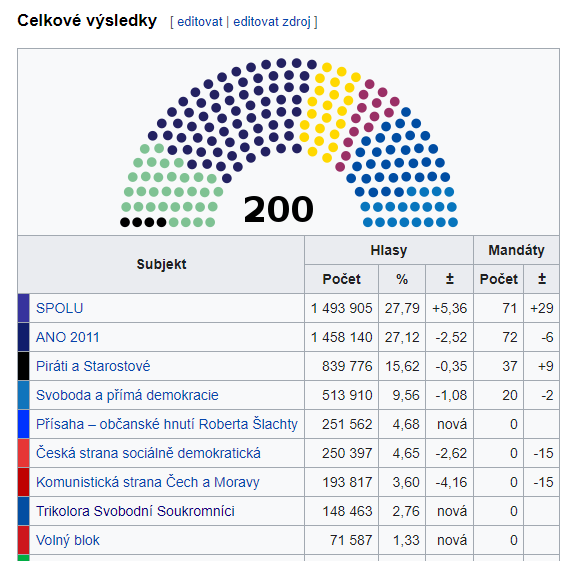 Celkové výsledky [ editovat | editovat zdroj ]
200
Subjekt Hlasy Mandáty
Počet % ± Počet ±
SPOLU 1 493 905 27,79 +5,36 71 +29
ANO 2011 1 458 140 27,12 -2,52 72 -6
Piráti a Starostové 839 776 15,62 -0,35 37 +9
Svoboda a přímá demokracie 513 910 9,56 -1,08 20 -2
Přísaha – občanské hnutí Roberta Šlachty 251 562 4,68 nová 0
Česká strana sociálně demokratická 250 397 4,65 -2,62 0 -15
Komunistická strana Čech a Moravy 193 817 3,60 -4,16 0 -15
Trikolora Svobodní Soukromníci 148 463 2,76 nová 0
Volný blok 71 587 1,33 nová 0